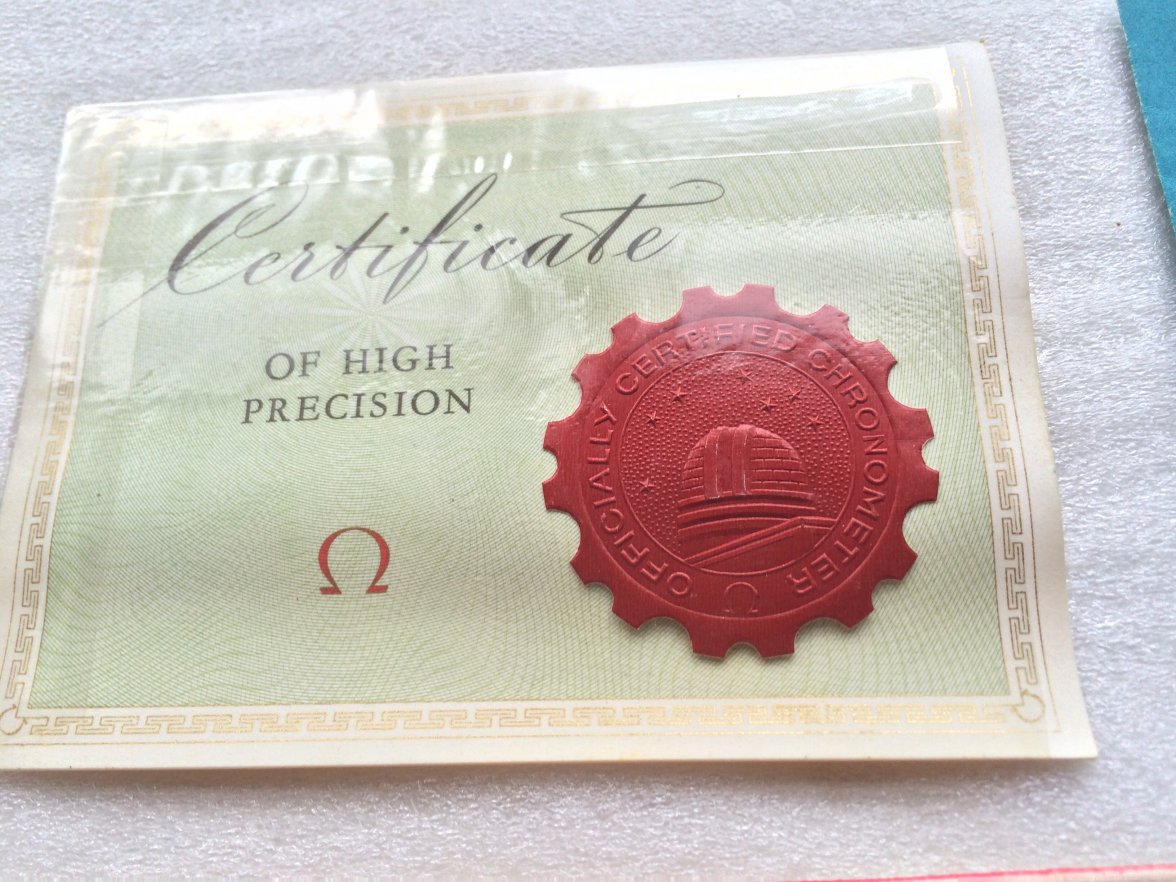 Certificate
OF HIGH
PRECISION
Ω
OFFICIALLY CERTIFIED CHRONOMETER
Ω